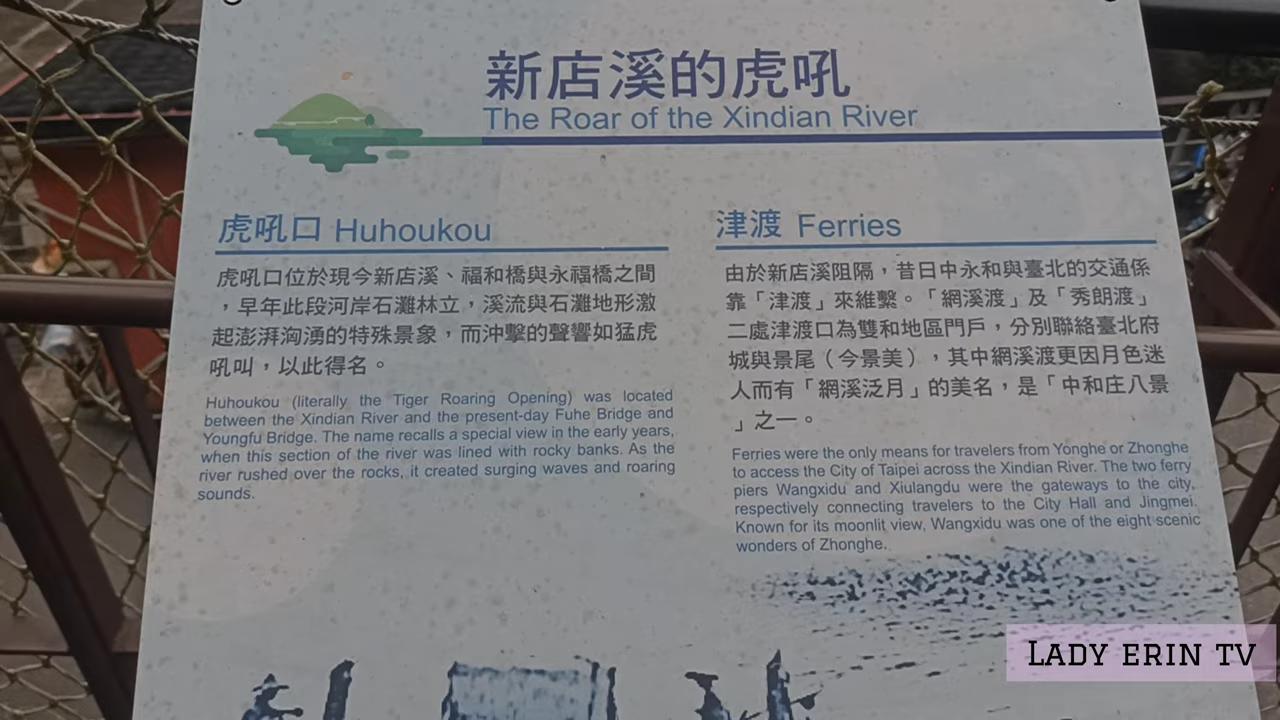 新店溪的虎吼
The Roar of the Xindian River
虎吼口 Huhoukou
虎吼口位於現今新店溪、福和橋與永福橋之間
，早年此段河岸石灘林立，溪流與石灘地形激
起澎湃洶湧的特殊景象，而沖擊的聲響如猛虎
吼叫，以此得名。
Huhoukou (literally the Tiger Roaring Opening) was located
between the Xindian River and the present-day Fuhe Bridge and
Youngfu Bridge. The name recalls a special view in the early years,
when this section of the river was lined with rocky banks. As the
river rushed over the rocks, it created surging waves and roaring
sounds.
津渡 Ferries
由於新店溪阻隔，昔日中永和與臺北的交通係
靠「津渡」來維繫。「網溪渡」及「秀朗渡」
二處津渡口為雙和地區門戶，分別聯絡臺北府
城與景尾（今景美），其中網溪渡更因月色迷
人而有「網溪泛月」的美名，是「中和庄八景
」之一。
Ferries were the only means for travelers from Yonghe or Zhonghe
to access the City of Taipei across the Xindian River. The two ferry
piers Wangxidu and Xiulangdu were the gateways to the city,
respectively connecting travelers to the City Hall and Jingmei.
Known for its moonlit view, Wangxidu was one of the eight scenic
wonders of Zhonghe.
LADY ERIN TV